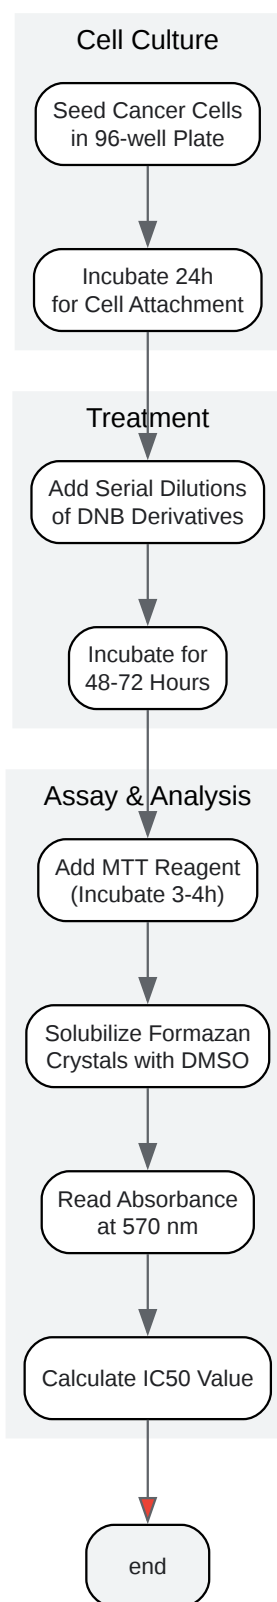 Cell Culture
Seed Cancer Cells
in 96-well Plate
Incubate 24h
for Cell Attachment
Treatment
Add Serial Dilutions
of DNB Derivatives
Incubate for
48-72 Hours
Assay & Analysis
Add MTT Reagent
(Incubate 3-4h)
Solubilize Formazan
Crystals with DMSO
Read Absorbance
at 570 nm
Calculate IC50 Value
end